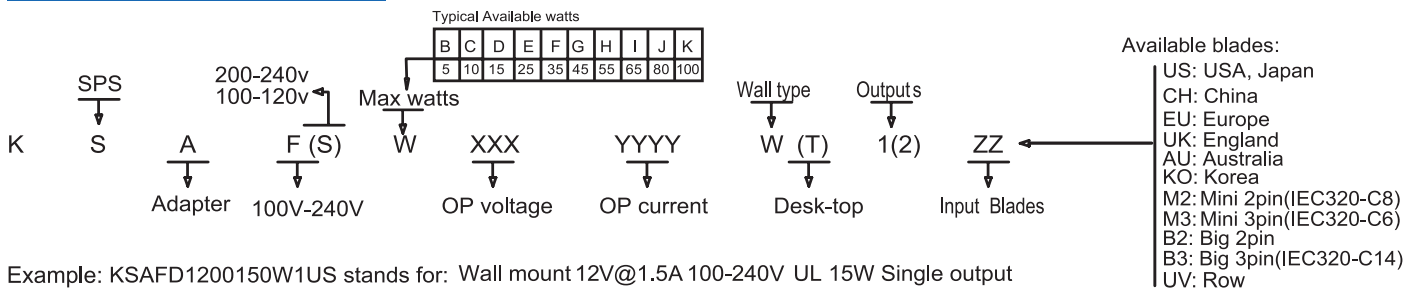 Typical Available watts
B C D E F G H I J K
5 10 15 25 35 45 55 65 80 100
Available blades:
US: USA, Japan
CH: China
EU: Europe
UK: England
AU: Australia
KO: Korea
M2: Mini 2pin(IEC320-C8)
M3: Mini 3pin(IEC320-C6)
B2: Big 2pin
B3: Big 3pin(IEC320-C14)
UV: Row
SPS
200-240v
100-120v
Max watts
Wall type
Outputs
K S A F (S) W XXX YYYY W (T) 1(2) ZZ
Adapter
100V-240V
OP voltage
OP current
Desk-top
Input Blades
Example: KSAFD1200150W1US stands for: Wall mount 12V@1.5A 100-240V UL 15W Single output